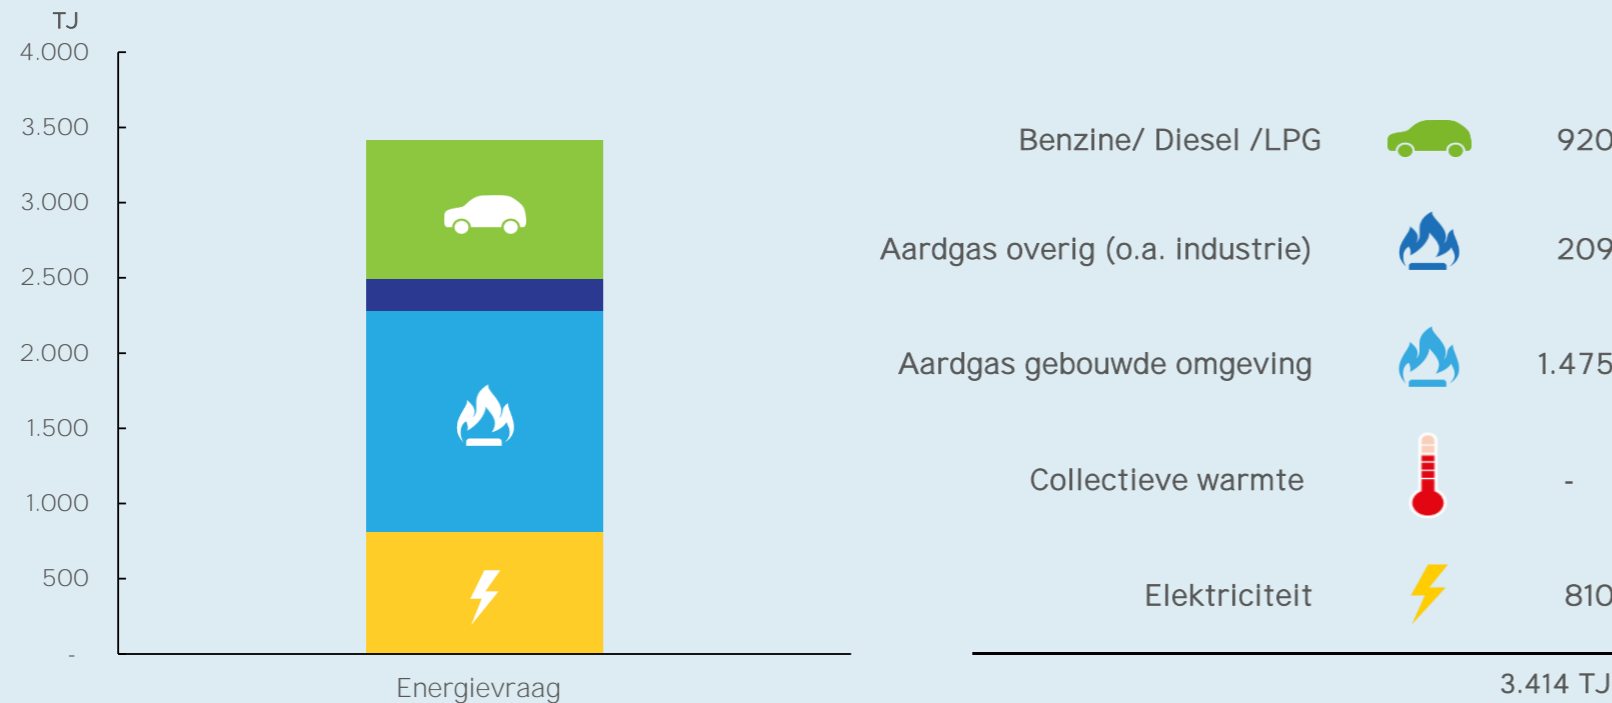 TJ
4.000
3.500
3.000
2.500
2.000
1.500
1.000
500
-
Energievraag
Benzine/ Diesel /LPG 920
Aardgas overig (o.a. industrie) 209
Aardgas gebouwde omgeving 1.475
Collectieve warmte -
Elektriciteit 810
3.414 TJ